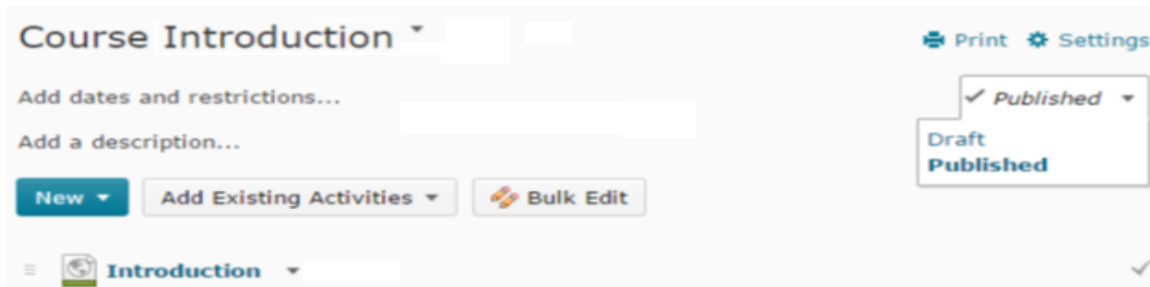 Course Introduction
Print Settings
Add dates and restrictions...
Published
Add a description...
Draft
Published
New Add Existing Activities Bulk Edit
Introduction